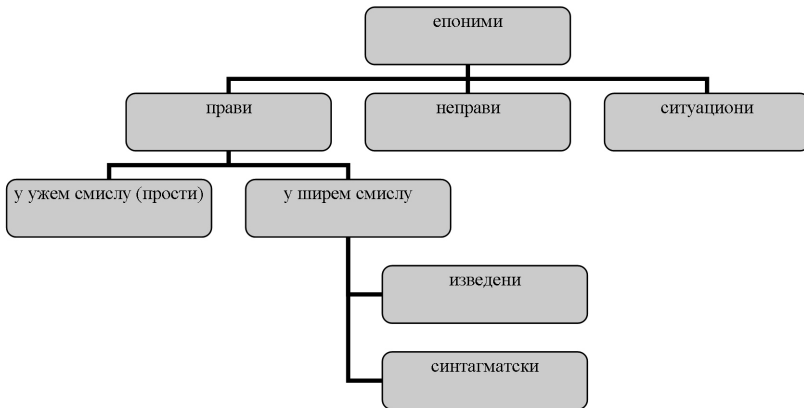 епоними
прави
неправи
ситуациони
у ужем смислу (прости)
у ширем смислу
изведени
синтагматски